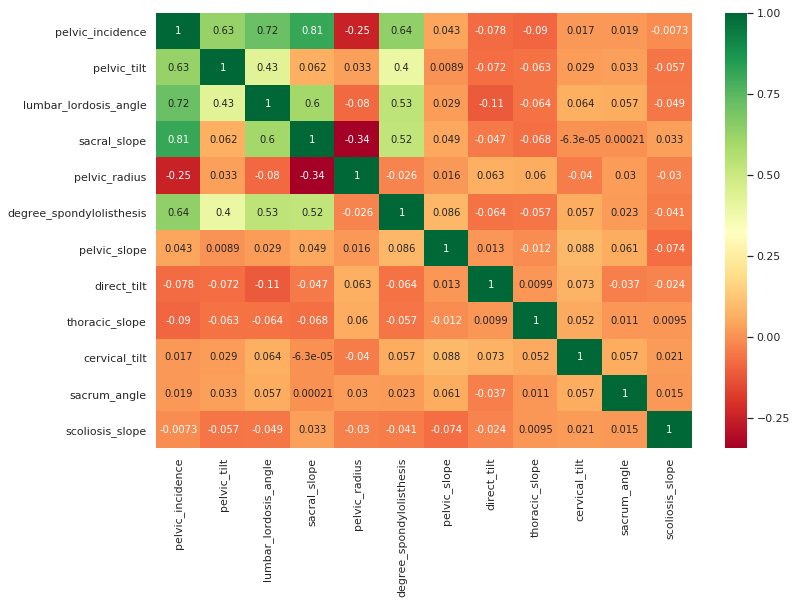 pelvic_incidence 1 0.63 0.72 0.81 -0.25 0.64 0.043 -0.078 -0.09 0.017 0.019 -0.0073
pelvic_tilt 0.63 1 0.43 0.062 0.033 0.4 0.0089 -0.072 -0.063 0.029 0.033 -0.057
lumbar_lordosis_angle 0.72 0.43 1 0.6 -0.08 0.53 0.029 -0.11 -0.064 0.064 0.057 -0.049
sacral_slope 0.81 0.062 0.6 1 -0.34 0.52 0.049 -0.047 -0.068 -6.3e-05 0.00021 0.033
pelvic_radius -0.25 0.033 -0.08 -0.34 1 -0.026 0.016 0.063 0.06 -0.04 0.03 -0.03
degree_spondylolisthesis 0.64 0.4 0.53 0.52 -0.026 1 0.086 -0.064 -0.057 0.057 0.023 -0.041
pelvic_slope 0.043 0.0089 0.029 0.049 0.016 0.086 1 0.013 -0.012 0.088 0.061 -0.074
direct_tilt -0.078 -0.072 -0.11 -0.047 0.063 -0.064 0.013 1 0.0099 0.073 -0.037 -0.024
thoracic_slope -0.09 -0.063 -0.064 -0.068 0.06 -0.057 -0.012 0.0099 1 0.052 0.011 0.0095
cervical_tilt 0.017 0.029 0.064 -6.3e-05 -0.04 0.057 0.088 0.073 0.052 1 0.057 0.021
sacrum_angle 0.019 0.033 0.057 0.00021 0.03 0.023 0.061 -0.037 0.011 0.057 1 0.015
scoliosis_slope -0.0073 -0.057 -0.049 0.033 -0.03 -0.041 -0.074 -0.024 0.0095 0.021 0.015 1
pelvic_incidence
pelvic_tilt
lumbar_lordosis_angle
sacral_slope
pelvic_radius
degree_spondylolisthesis
pelvic_slope
direct_tilt
thoracic_slope
cervical_tilt
sacrum_angle
scoliosis_slope
1.00
0.75
0.50
0.25
0.00
−0.25